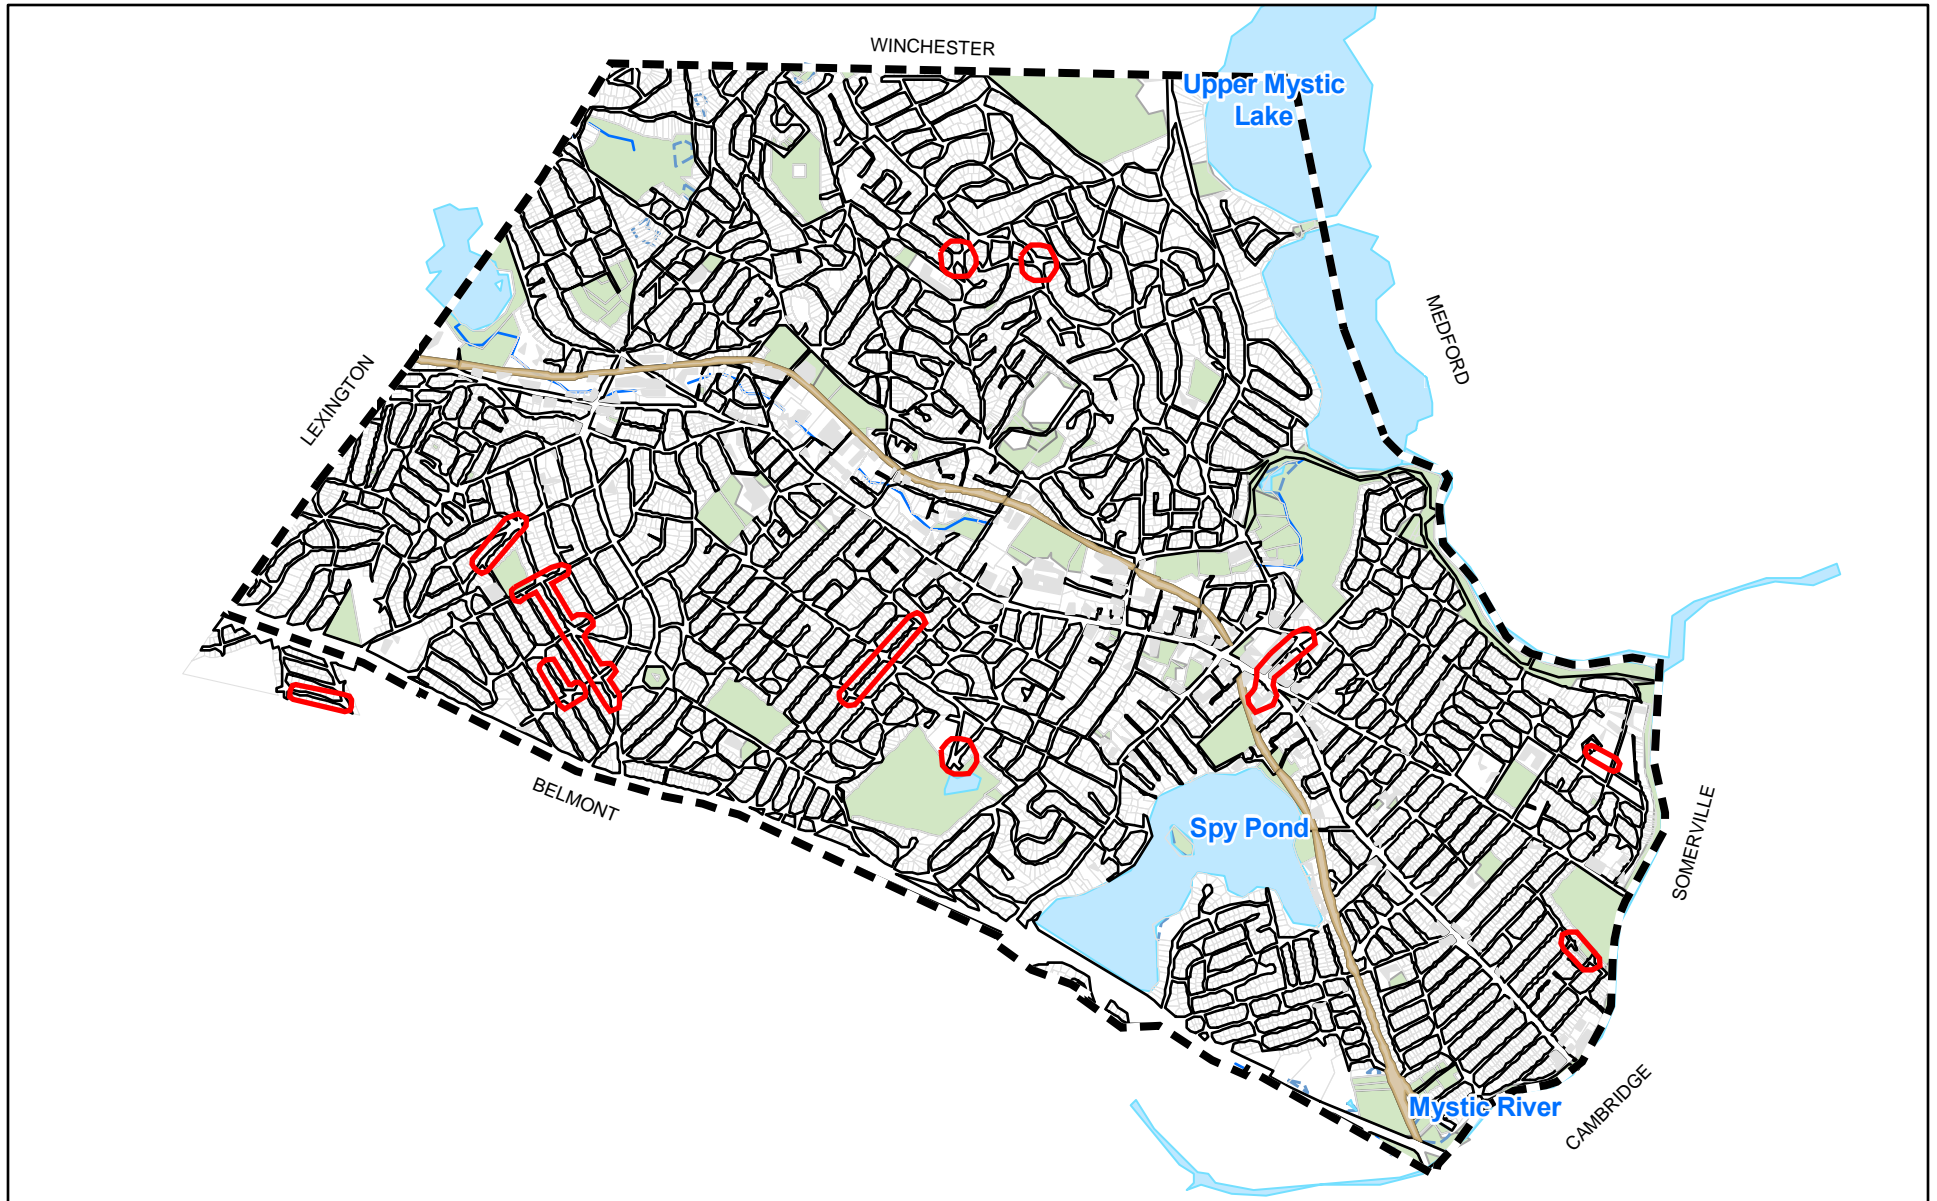 WINCHESTER
Upper Mystic
Lake
MEDFORD
LEXINGTON
BELMONT
Spy Pond
SOMERVILLE
Mystic River
CAMBRIDGE